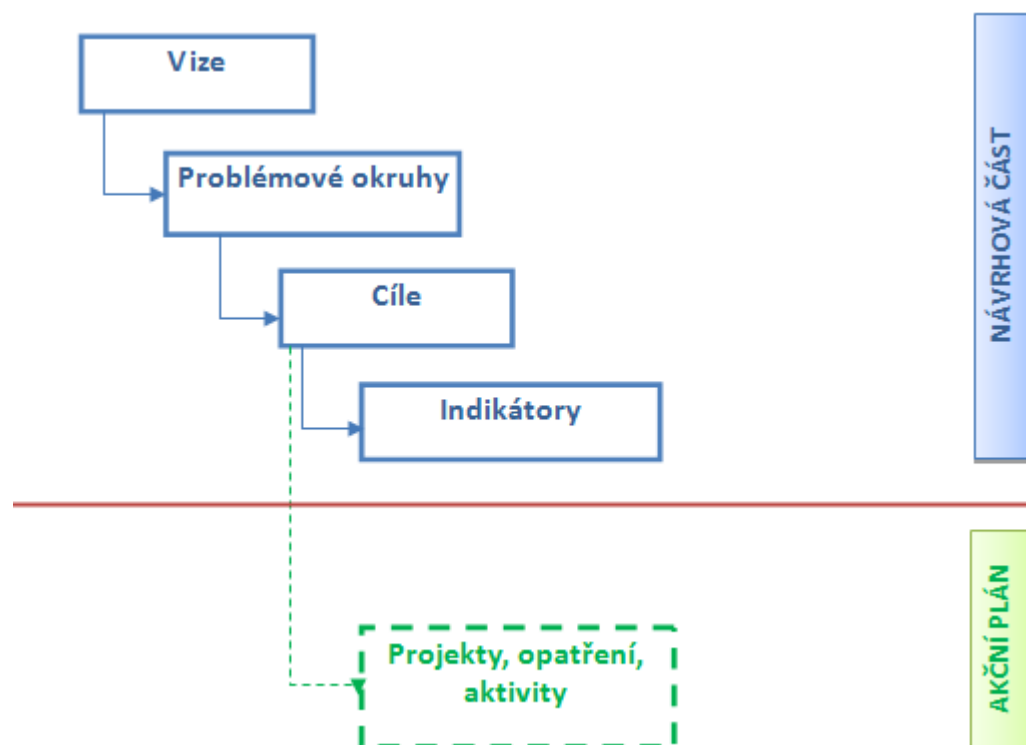 Vize
Problémové okruhy
Cíle
Indikátory
NÁVRHOVÁ ČÁST
Projekty, opatření,
aktivity
AKČNÍ PLÁN